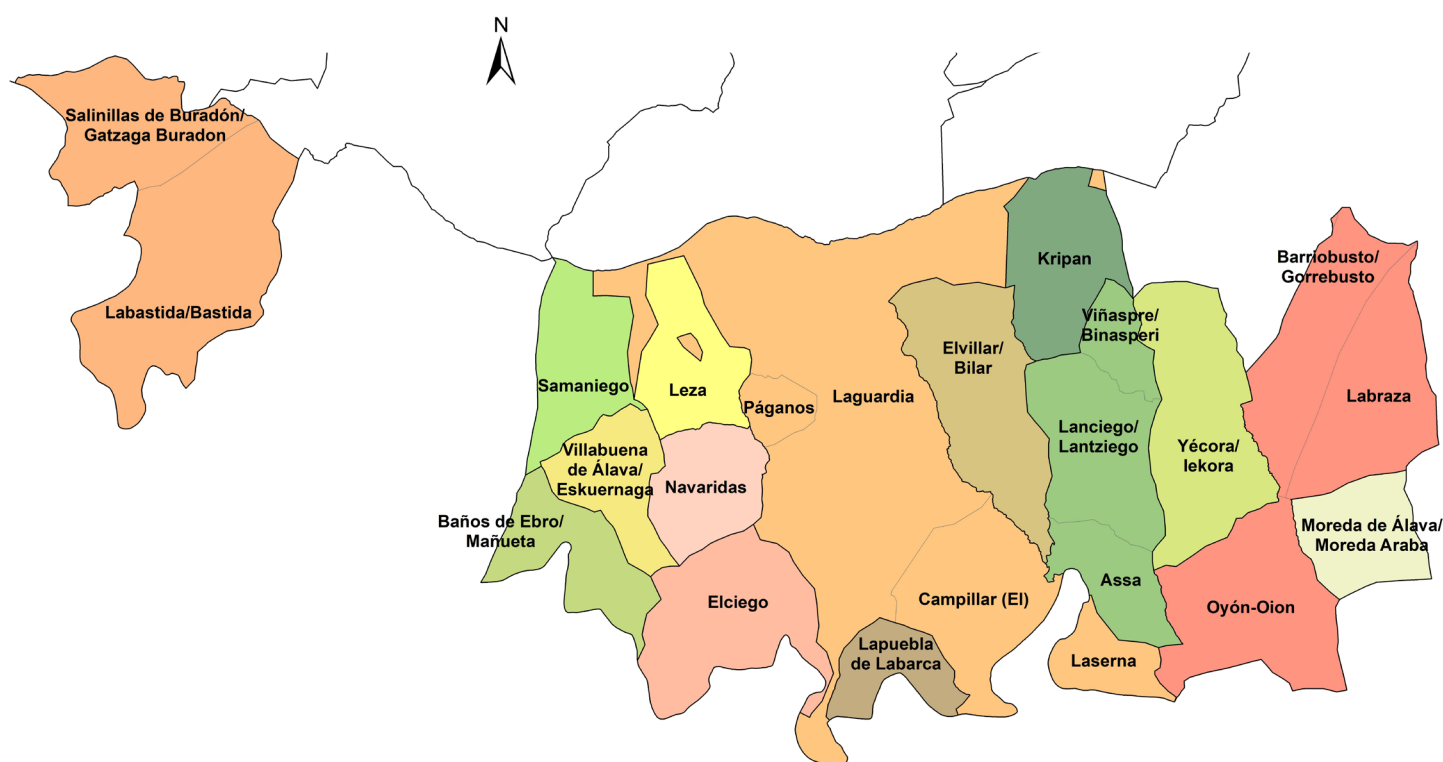 N
Salinillas de Buradón/
Gatzaga Buradon
Labastida/Bastida
Samaniego
Villabuena
de Álava/
Eskuernaga
Baños de Ebro/
Mañueta
Leza
Navaridas
Elciego
Páganos
Laguardia
Elvillar/
Bilar
Campillar (El)
Lapuebla
de Labarca
Kripan
Viñaspre/
Binasperi
Lanciego/
Lantziego
Assa
Laserna
Yécora/
Iekora
Barriobusto/
Gorrebusto
Labraza
Moreda de Álava/
Moreda Araba
Oyón-Oion